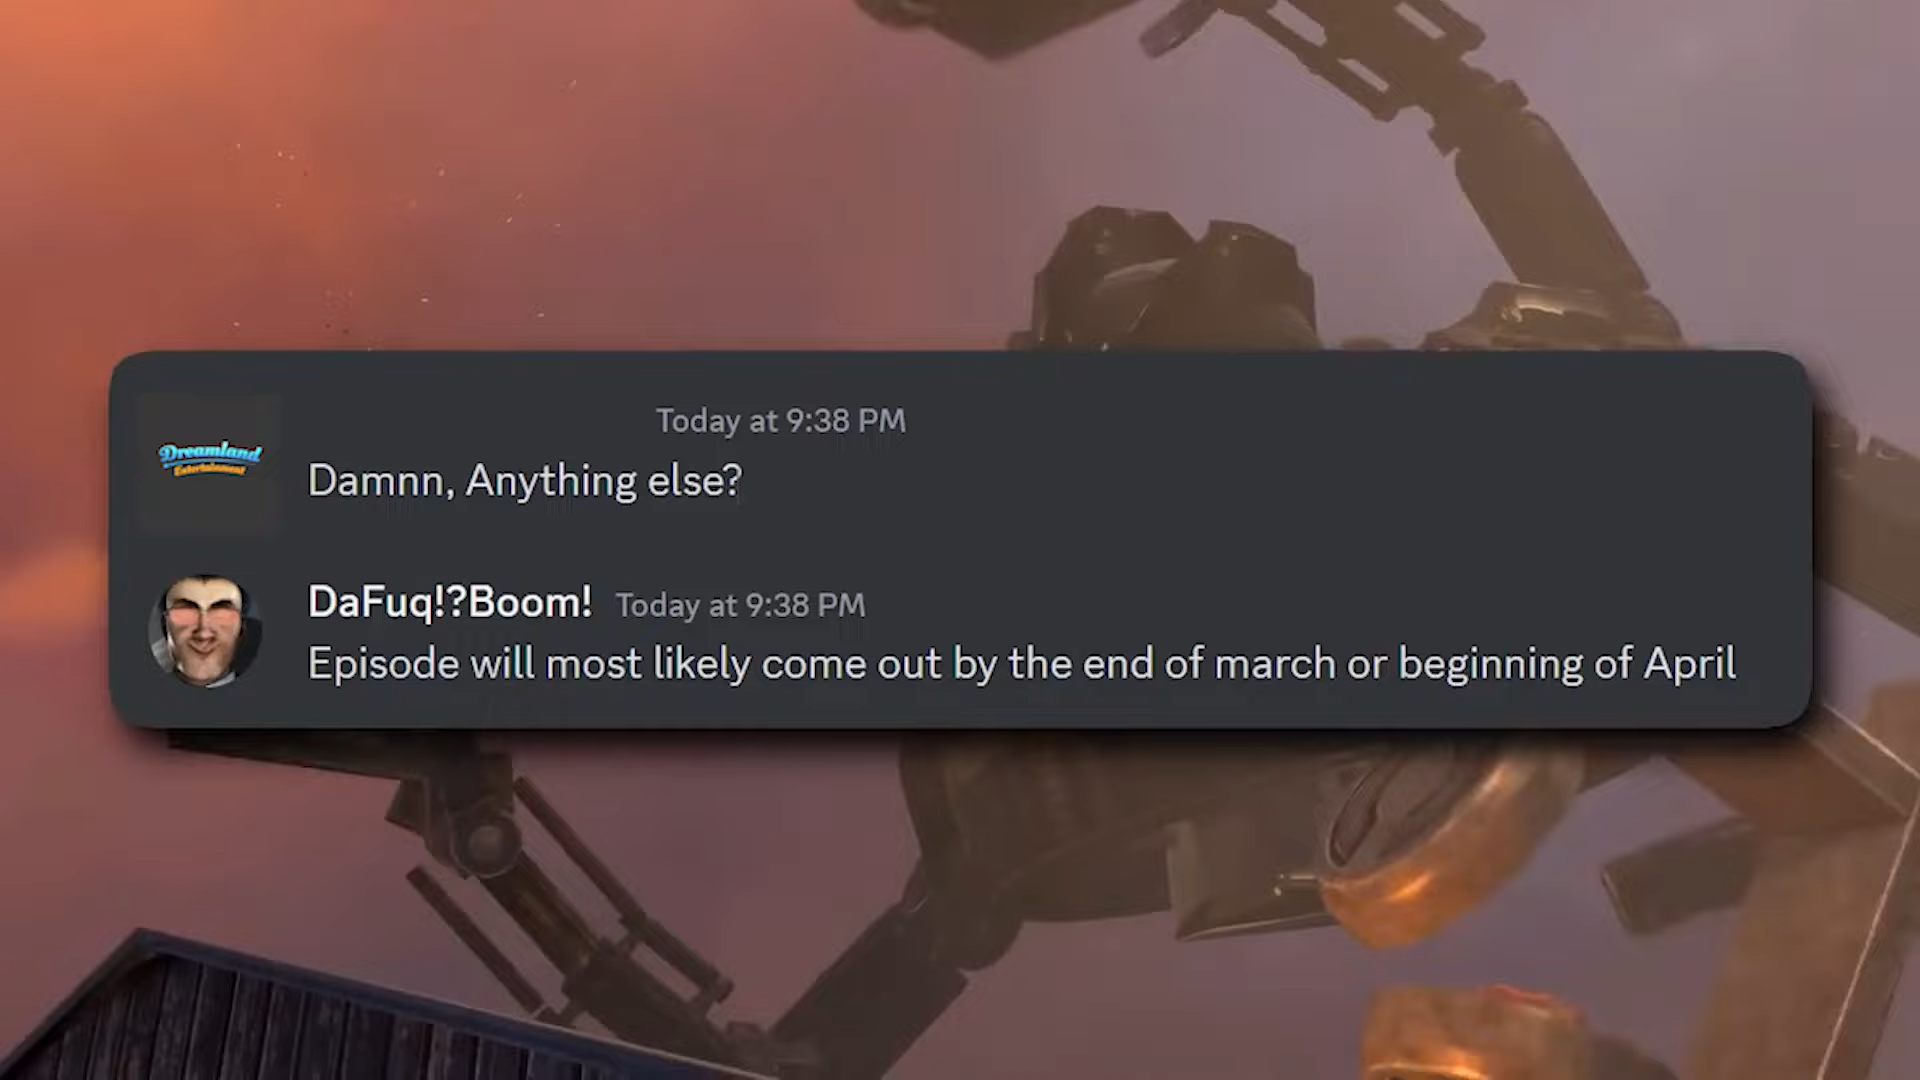 Today at 9:38 PM
Dreamland
Entertainment
Damnn, Anything else?
DaFuq!?Boom! Today at 9:38 PM
Episode will most likely come out by the end of march or beginning of April